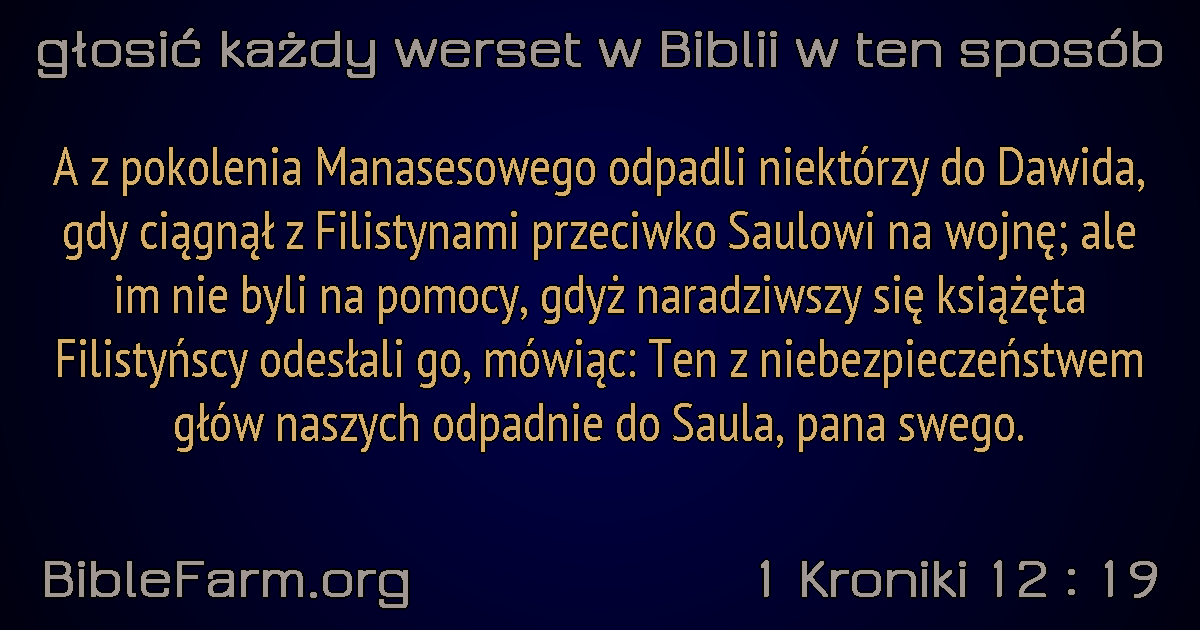 głosić każdy werset w Biblii w ten sposób
A z pokolenia Manasesowego odpadli niektórzy do Dawida,
gdy ciągnął z Filistynami przeciwko Saulowi na wojnę; ale
im nie byli na pomocy, gdyż naradziwszy się książęta
Filistyńscy odesłali go, mówiąc: Ten z niebezpieczeństwem
głów naszych odpadnie do Saula, pana swego.
BibleFarm.org
1 Kroniki 12 : 19